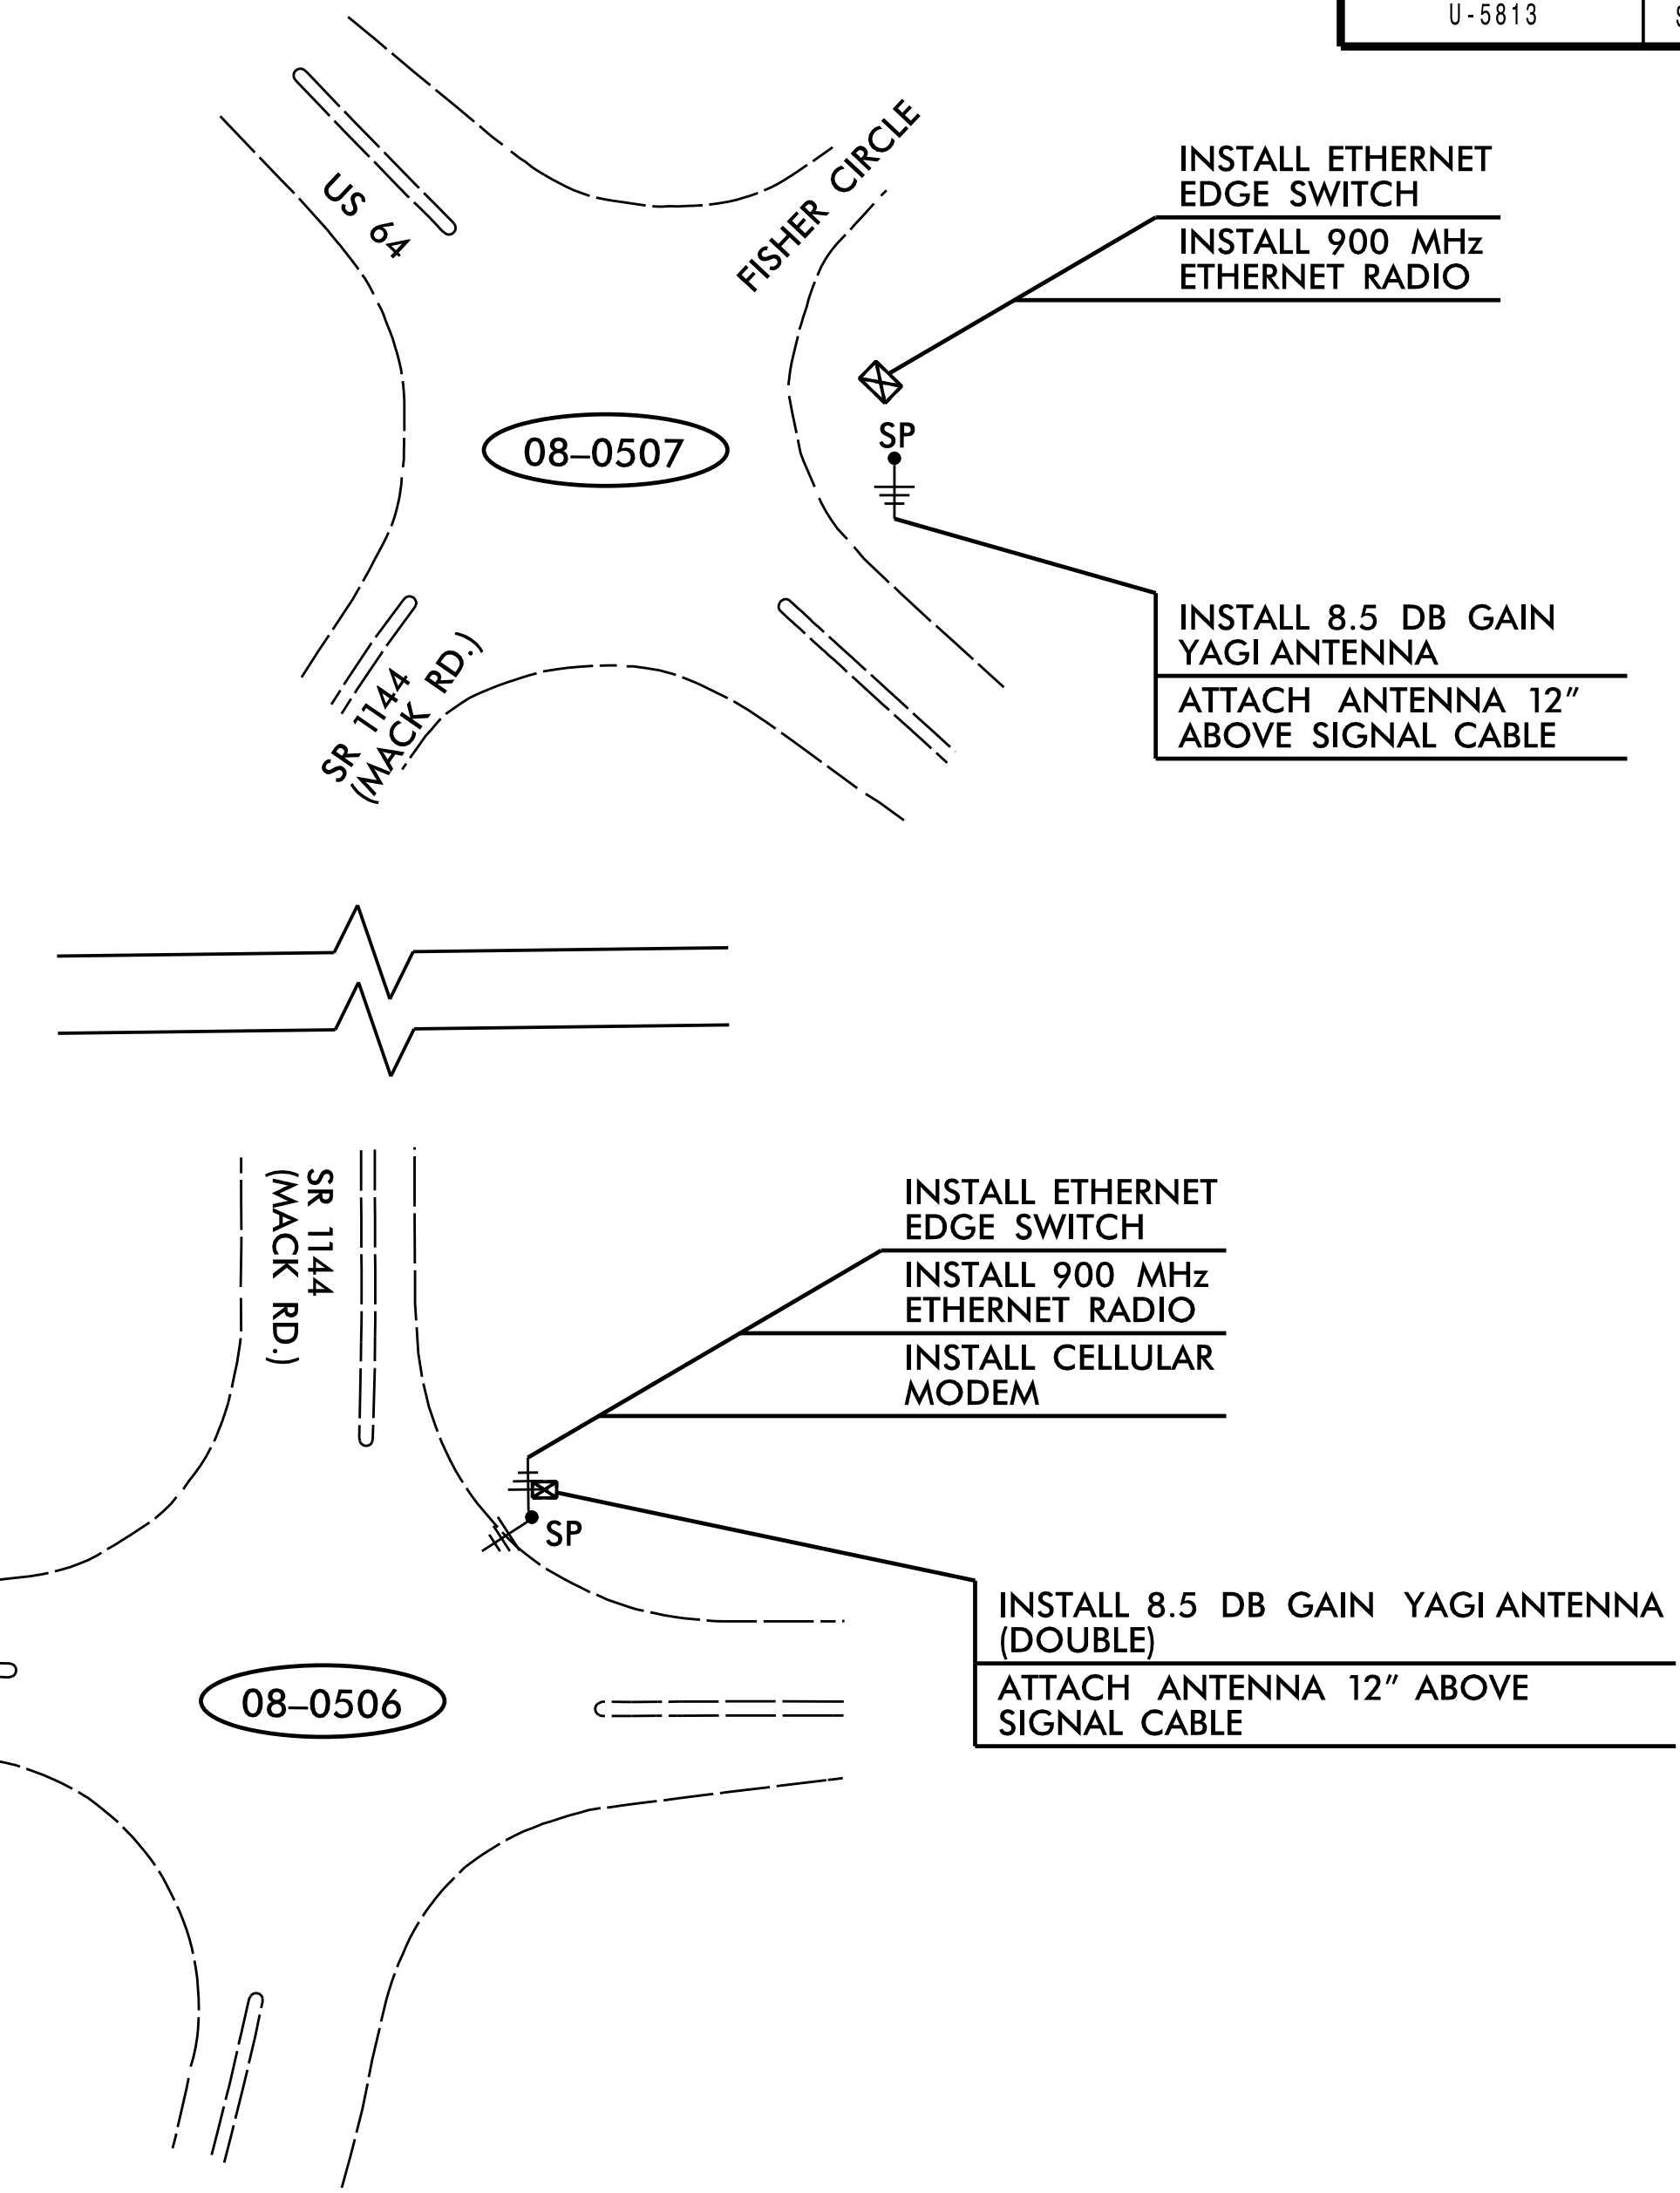 U-5813
US 64
FISHER CIRCLE
INSTALL ETHERNET
EDGE SWITCH
INSTALL 900 MHz
ETHERNET RADIO
08-0507
SP
INSTALL 8.5 DB GAIN
YAGI ANTENNA
ATTACH ANTENNA 12"
ABOVE SIGNAL CABLE
SR 1144
(MACK RD.)
SR 1144
(MACK RD.)
INSTALL ETHERNET
EDGE SWITCH
INSTALL 900 MHz
ETHERNET RADIO
INSTALL CELLULAR
MODEM
SP
INSTALL 8.5 DB GAIN YAGI ANTENNA
(DOUBLE)
ATTACH ANTENNA 12" ABOVE
SIGNAL CABLE
08-0506